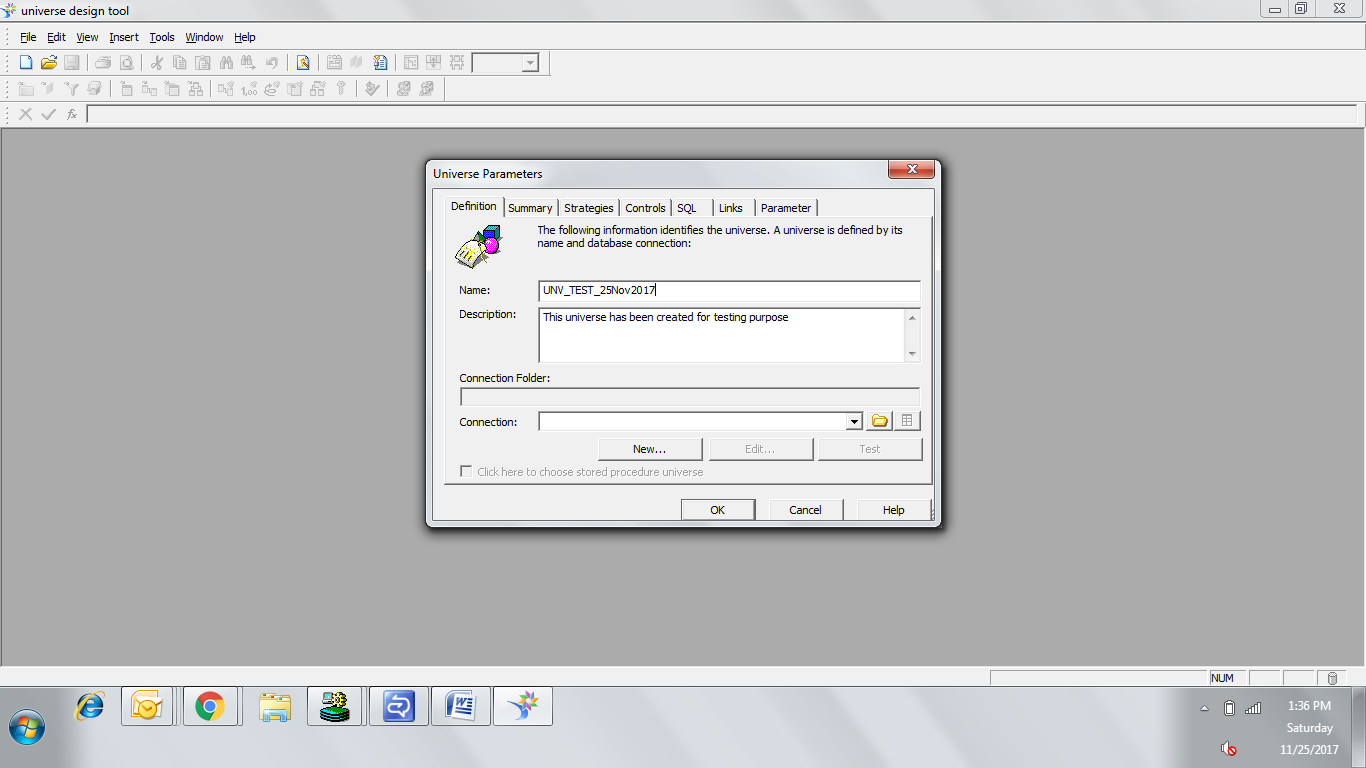 universe design tool
File Edit View Insert Tools Window Help
1,00
fx
Universe Parameters
Definition Summary Strategies Controls SQL Links Parameter
The following information identifies the universe. A universe is defined by its
name and database connection:
Name: UNV_TEST_25Nov2017
Description: This universe has been created for testing purpose
Connection Folder:
Connection:
New... Edit... Test
Click here to choose stored procedure universe
OK Cancel Help
NUM
1:36 PM
Saturday
11/25/2017